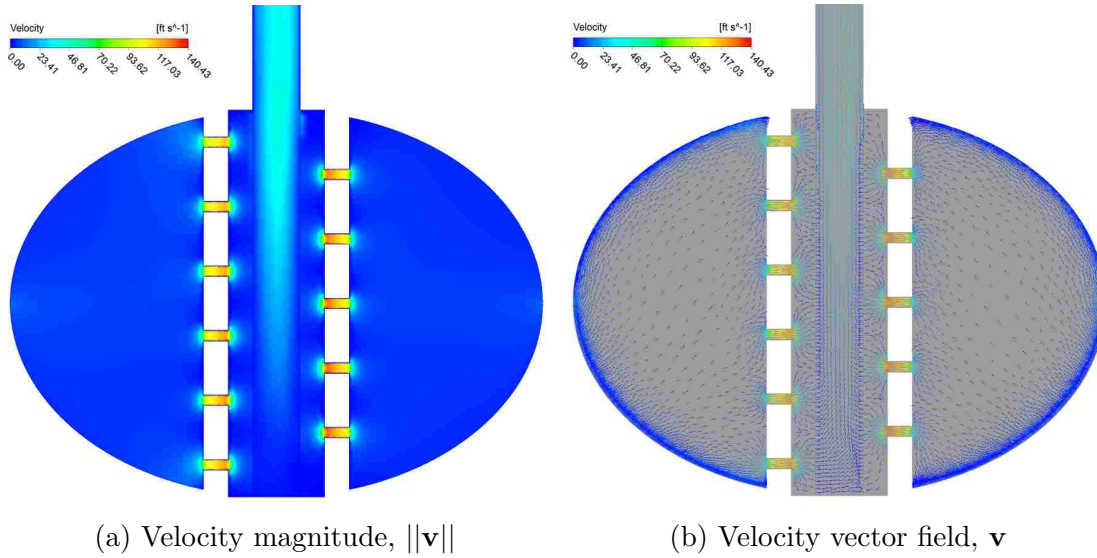 Velocity [ft s^-1]
0.00 23.41 46.81 70.22 93.62 117.03 140.43
Velocity [ft s^-1]
0.00 23.41 46.81 70.22 93.62 117.03 140.43
(a) Velocity magnitude, ||v||
(b) Velocity vector field, v